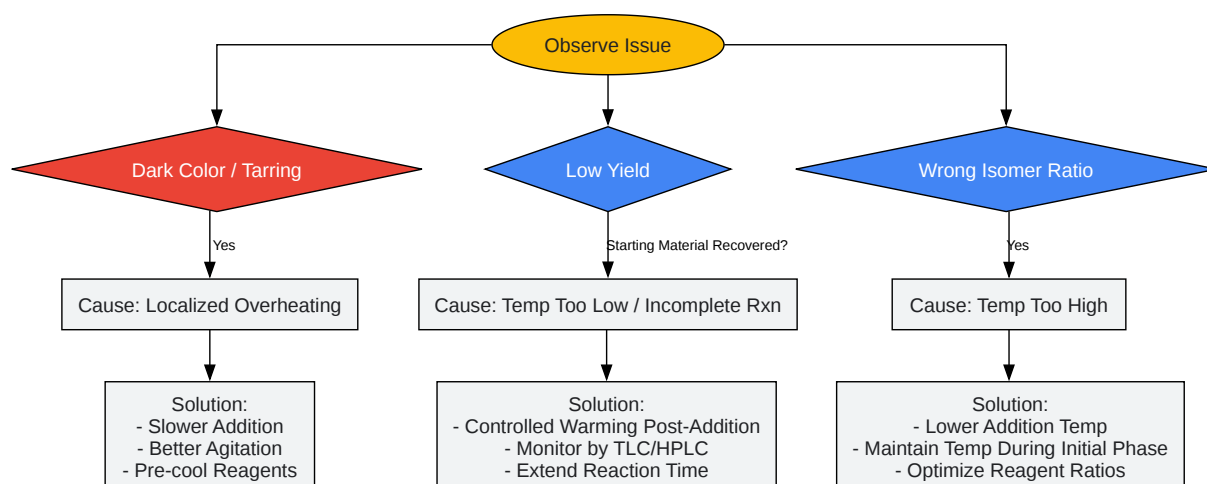 Observe Issue
Dark Color / Tarring
Low Yield
Wrong Isomer Ratio
Yes
Starting Material Recovered?
Yes
Cause: Localized Overheating
Cause: Temp Too Low / Incomplete Rxn
Cause: Temp Too High
Solution:
- Slower Addition
- Better Agitation
- Pre-cool Reagents
Solution:
- Controlled Warming Post-Addition
- Monitor by TLC/HPLC
- Extend Reaction Time
Solution:
- Lower Addition Temp
- Maintain Temp During Initial Phase
- Optimize Reagent Ratios